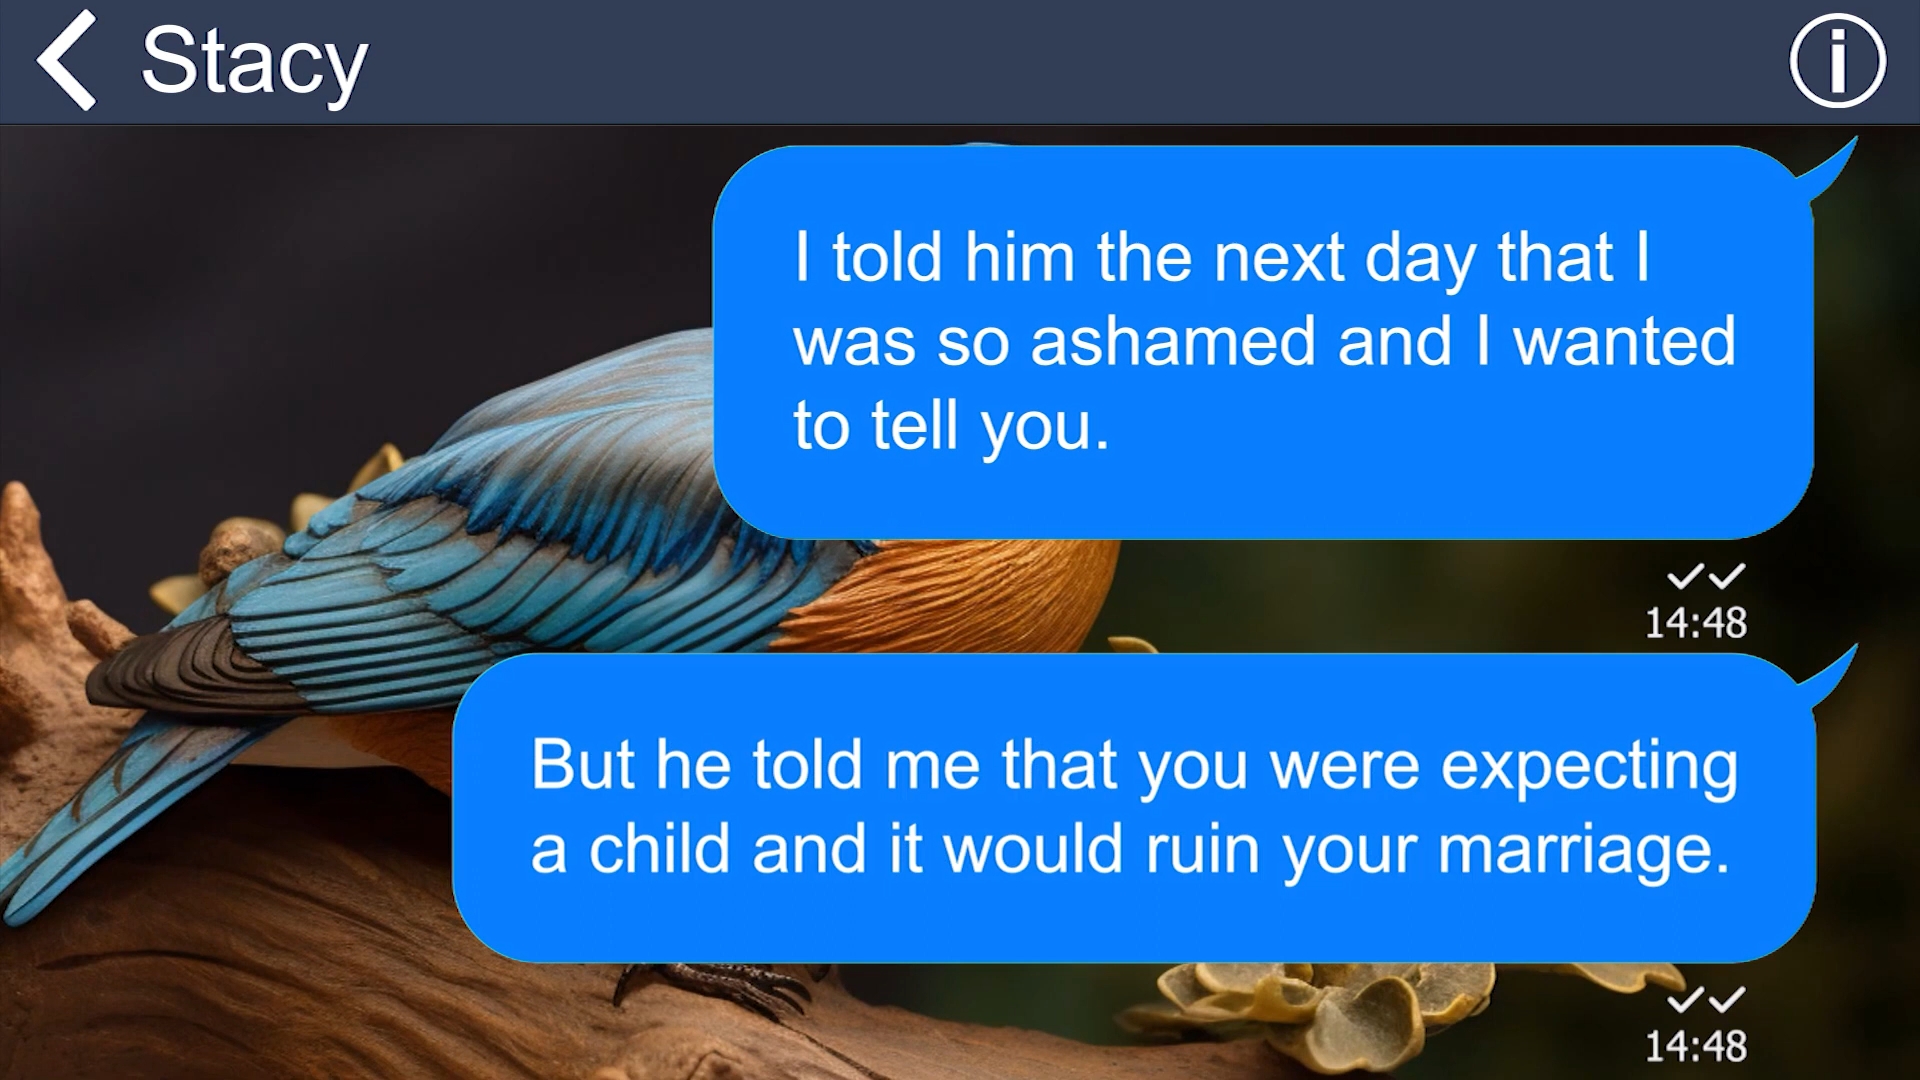 Stacy
I told him the next day that I
was so ashamed and I wanted
to tell you.
14:48
But he told me that you were expecting
a child and it would ruin your marriage.
14:48